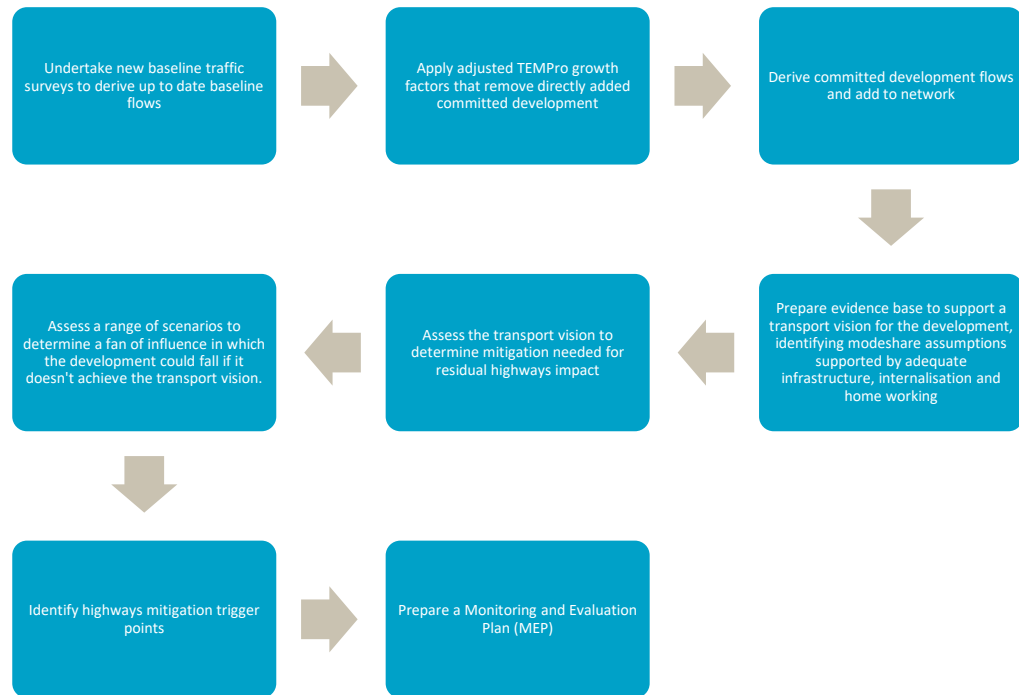 Undertake new baseline traffic
surveys to derive up to date baseline
flows
Apply adjusted TEMPro growth
factors that remove directly added
committed development
Derive committed development flows
and add to network
Prepare evidence base to support a
transport vision for the development,
identifying modeshare assumptions
supported by adequate
infrastructure, internalisation and
home working
Assess the transport vision to
determine mitigation needed for
residual highways impact
Assess a range of scenarios to
determine a fan of influence in which
the development could fall if it
doesn't achieve the transport vision.
Identify highways mitigation trigger
points
Prepare a Monitoring and Evaluation
Plan (MEP)